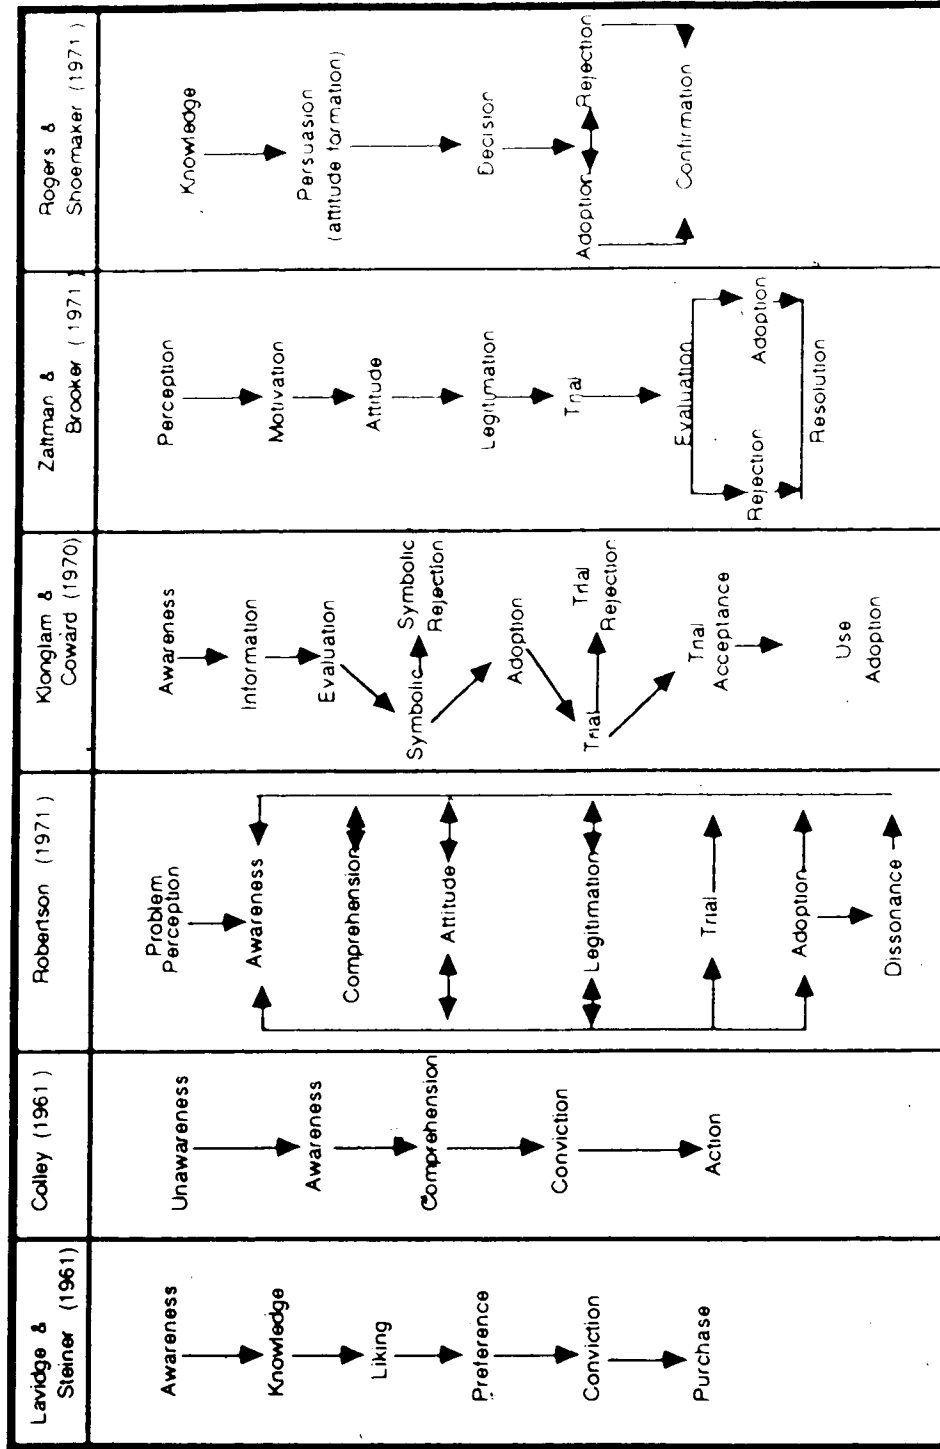 Lavidge &
Steiner (1961)
Awareness
Knowledge
Liking
Preference
Conviction
Purchase
Colley (1961)
Unawareness
Awareness
Comprehension
Conviction
Action
Robertson (1971)
Problem
Perception
Awareness
Comprehension
Attitude
Legitimation
Trial
Adoption
Dissonance
Klonglam &
Coward (1970)
Awareness
Information
Evaluation
Symbolic
Symbolic
Rejection
Adoption
Trial
Trial
Rejection
Trial
Acceptance
Use
Adoption
Zaltman &
Brooker (1971
Perception
Motivation
Attitude
Legitimation
Trial
Evaluation
Rejection
Adoption
Resolution
Rogers &
Shoemaker (1971)
Knowledge
Persuasion
(attitude formation)
Decision
Adoption
Rejection
Confirmation